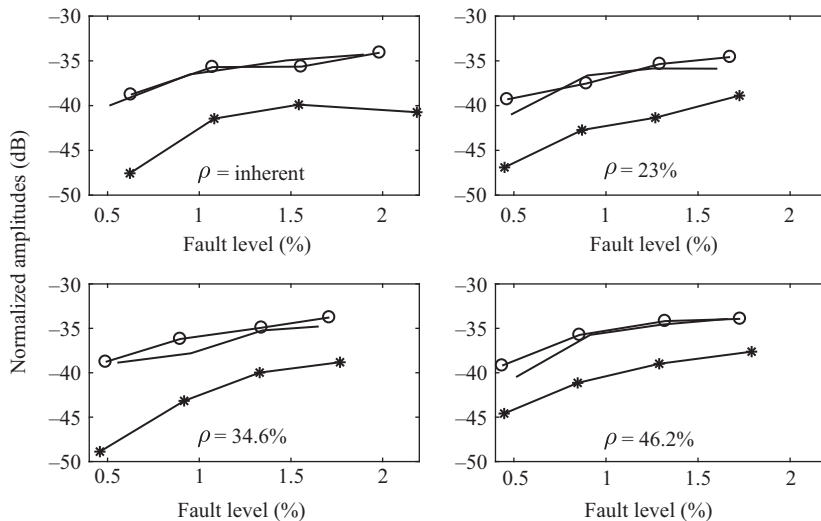 Normalized amplitudes (dB)
–30
–35
–40
–45
–50
0.5 1 1.5 2
ρ = inherent
Fault level (%)
–30
–35
–40
–45
–50
0.5 1 1.5 2
ρ = 23%
Fault level (%)
–30
–35
–40
–45
–50
0.5 1 1.5 2
ρ = 34.6%
Fault level (%)
–30
–35
–40
–45
–50
0.5 1 1.5 2
ρ = 46.2%
Fault level (%)